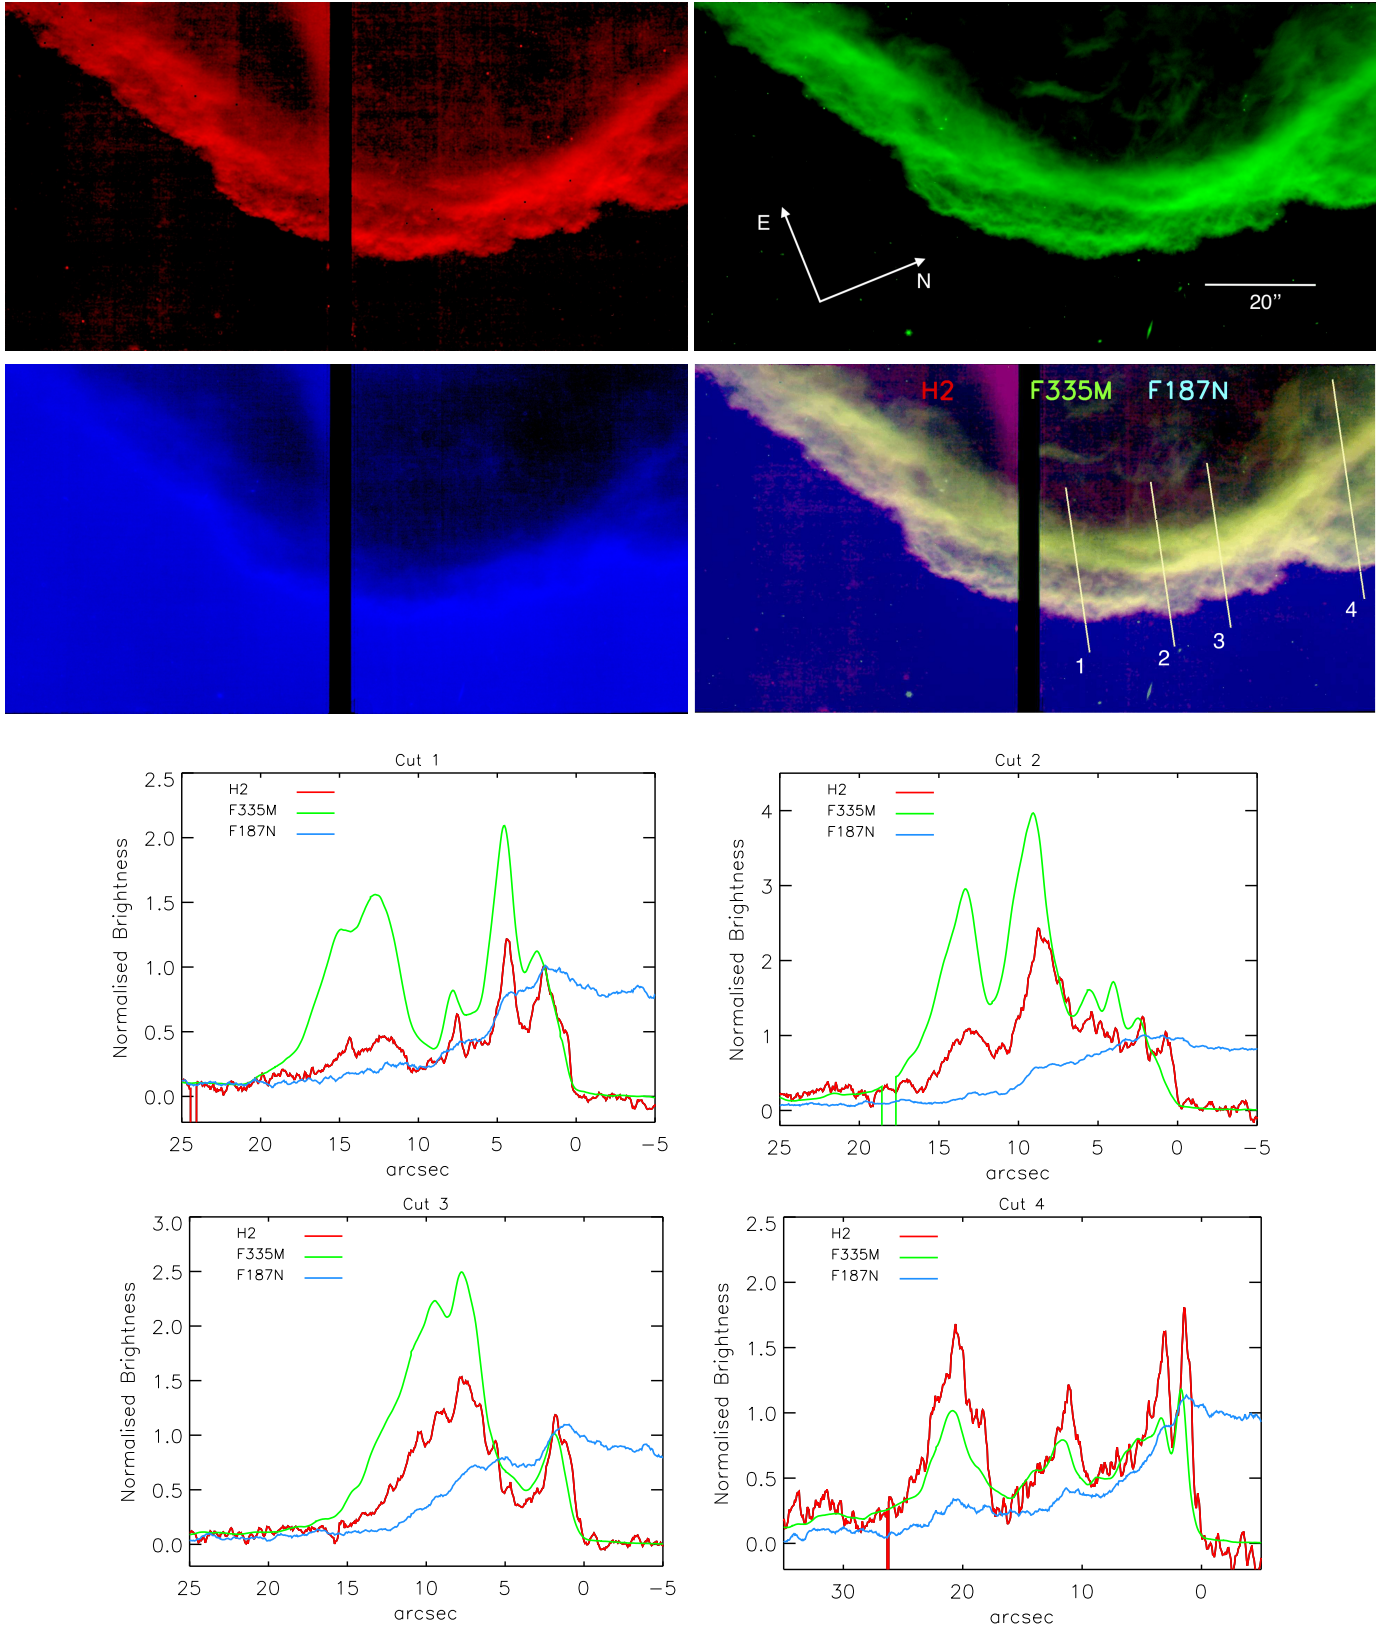 E
N
20”
H2 F335M F187N
1 2 3 4
Cut 1
Normalised Brightness
2.5
2.0
1.5
1.0
0.5
0.0
H2
F335M
F187N
25 20 15 10 5 0 −5
arcsec
Cut 2
Normalised Brightness
4
3
2
1
0
H2
F335M
F187N
25 20 15 10 5 0 −5
arcsec
Cut 3
Normalised Brightness
3.0
2.5
2.0
1.5
1.0
0.5
0.0
H2
F335M
F187N
25 20 15 10 5 0 −5
arcsec
Cut 4
Normalised Brightness
2.5
2.0
1.5
1.0
0.5
0.0
H2
F335M
F187N
30 20 10 0
arcsec